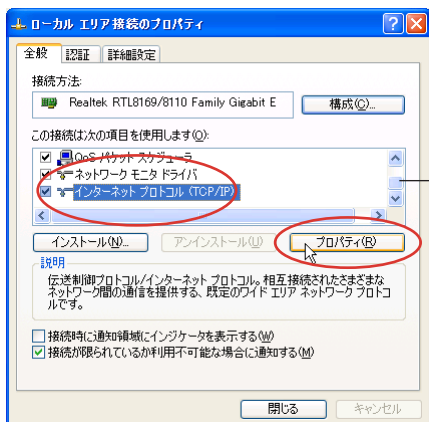 ローカル エリア接続のプロパティ
全般 認証 詳細設定
接続方法:
Realtek RTL8169/8110 Family Gigabit E 構成(C)...
この接続は次の項目を使用します(O):
QoS パケット スケジューラ
ネットワーク モニタ ドライバ
インターネット プロトコル (TCP/IP)
インストール(N)... アンインストール(U) プロパティ(R)
説明
伝送制御プロトコル/インターネット プロトコル。相互接続されたさまざまな
ネットワーク間の通信を提供する、既定のワイド エリア ネットワーク プロトコ
ルです。
接続時に通知領域にインジケータを表示する(W)
接続が限られているか利用不可能な場合に通知する(M)
閉じる キャンセル